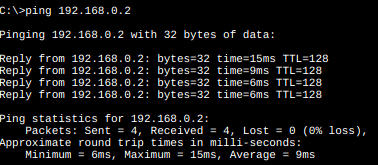 C:\>ping 192.168.0.2
Pinging 192.168.0.2 with 32 bytes of data:
Reply from 192.168.0.2: bytes=32 time=15ms TTL=128
Reply from 192.168.0.2: bytes=32 time=9ms TTL=128
Reply from 192.168.0.2: bytes=32 time=6ms TTL=128
Reply from 192.168.0.2: bytes=32 time=6ms TTL=128
Ping statistics for 192.168.0.2:
    Packets: Sent = 4, Received = 4, Lost = 0 (0% loss),
Approximate round trip times in milli-seconds:
    Minimum = 6ms, Maximum = 15ms, Average = 9ms